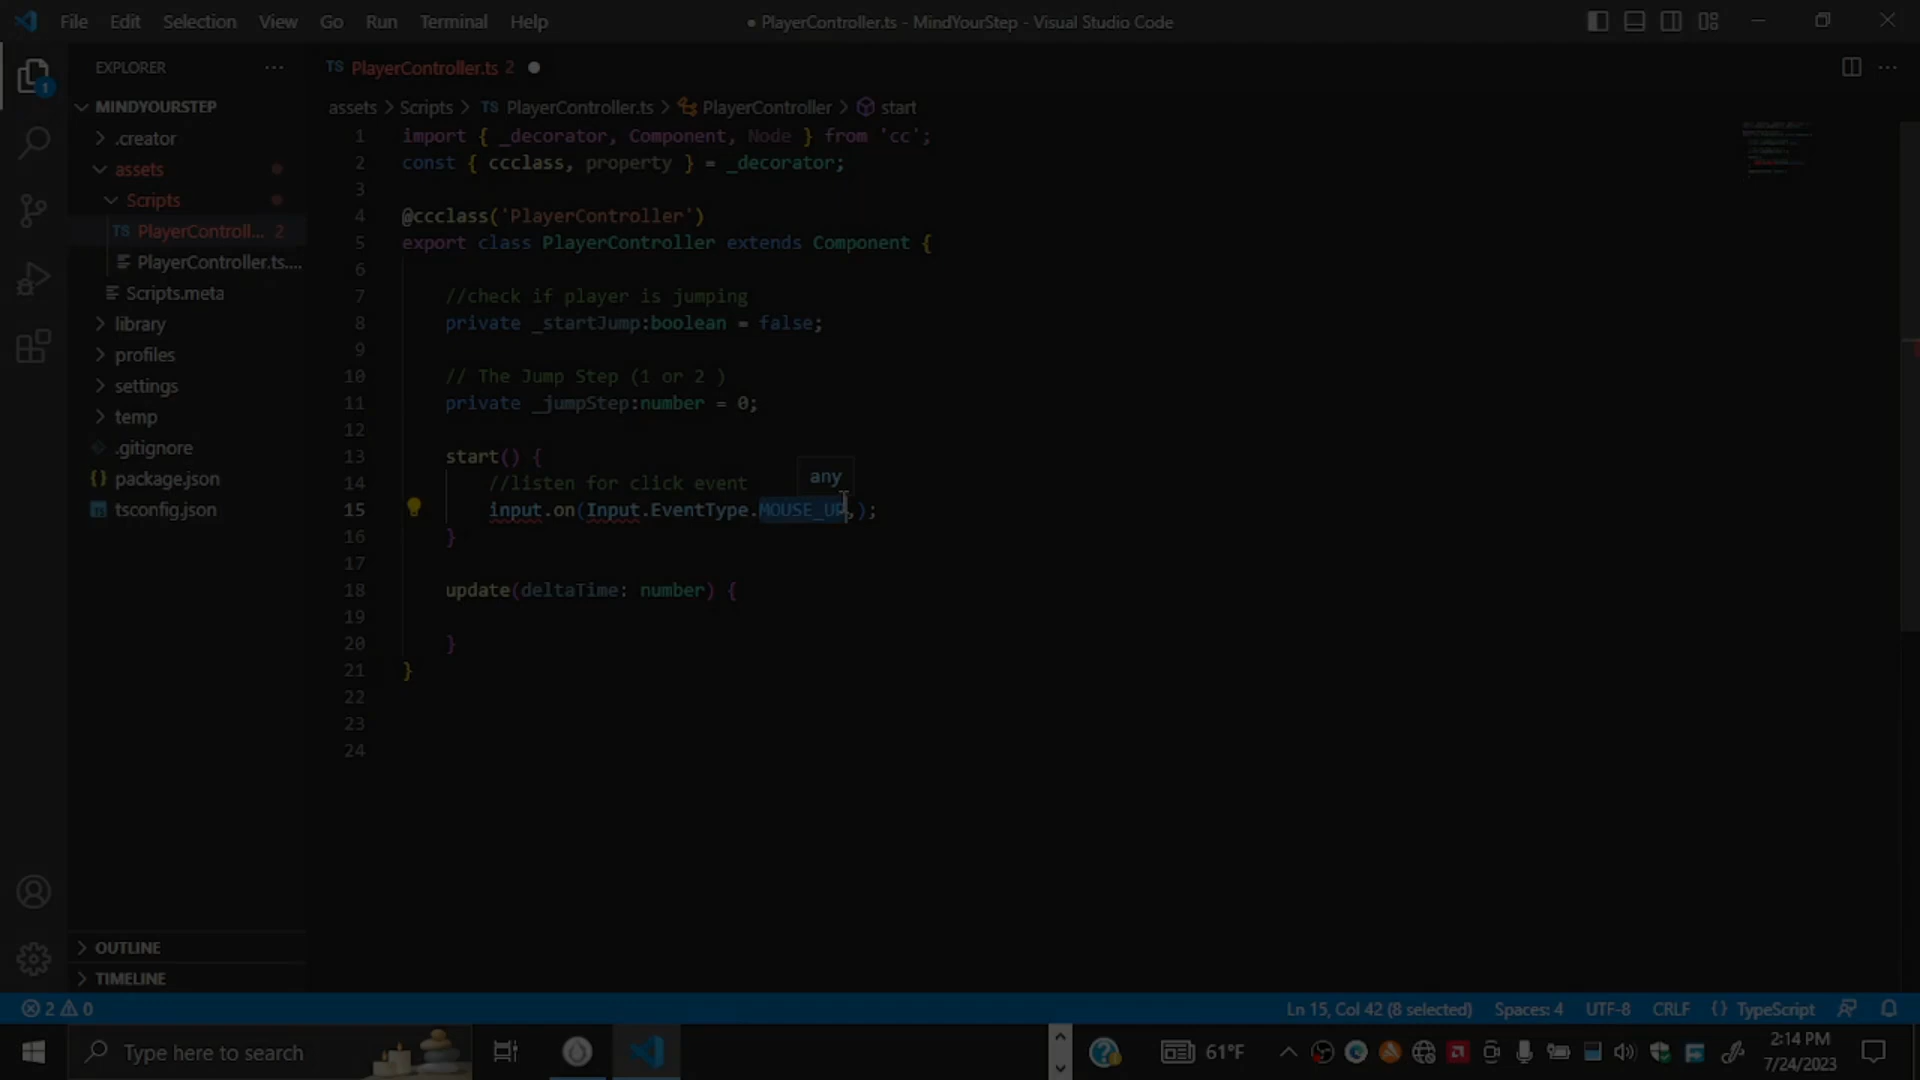 File Edit Selection View Go Run Terminal Help
● PlayerController.ts - MindYourStep - Visual Studio Code
EXPLORER ...
TS PlayerController.ts 2 ●
MINDYOURSTEP
assets > Scripts > TS PlayerController.ts > PlayerController > start
.creator
assets
Scripts
TS PlayerControll... 2
PlayerController.ts....
Scripts.meta
library
profiles
settings
temp
.gitignore
{} package.json
tsconfig.json
1 import { _decorator, Component, Node } from 'cc';
2 const { ccclass, property } = _decorator;
3
4 @ccclass('PlayerController')
5 export class PlayerController extends Component {
6
7 //check if player is jumping
8 private _startJump:boolean = false;
9
10 // The Jump Step (1 or 2 )
11 private _jumpStep:number = 0;
12
13 start() {
14 //listen for click event
any
15 input.on(Input.EventType.MOUSE_UP,);
16 }
17
18 update(deltaTime: number) {
19
20 }
21 }
22
23
24
OUTLINE
TIMELINE
1
2 0
Ln 15, Col 42 (8 selected) Spaces: 4 UTF-8 CRLF {} TypeScript
Type here to search
61°F
2:14 PM
7/24/2023